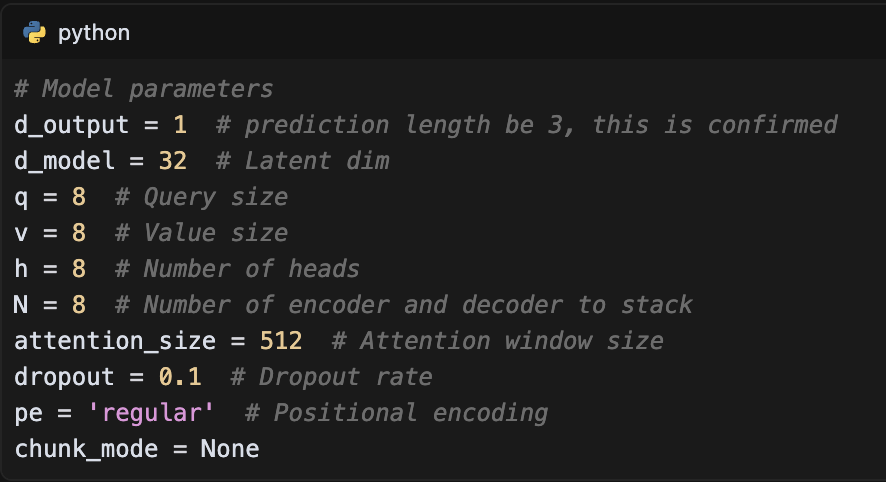 python
# Model parameters
d_output = 1  # prediction length be 3, this is confirmed
d_model = 32  # Latent dim
q = 8  # Query size
v = 8  # Value size
h = 8  # Number of heads
N = 8  # Number of encoder and decoder to stack
attention_size = 512  # Attention window size
dropout = 0.1  # Dropout rate
pe = 'regular'  # Positional encoding
chunk_mode = None